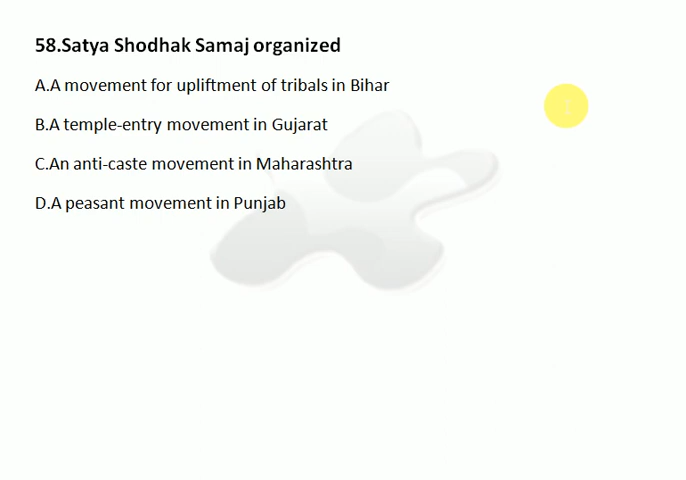 58.Satya Shodhak Samaj organized
A.A movement for upliftment of tribals in Bihar
B.A temple-entry movement in Gujarat
C.An anti-caste movement in Maharashtra
D.A peasant movement in Punjab